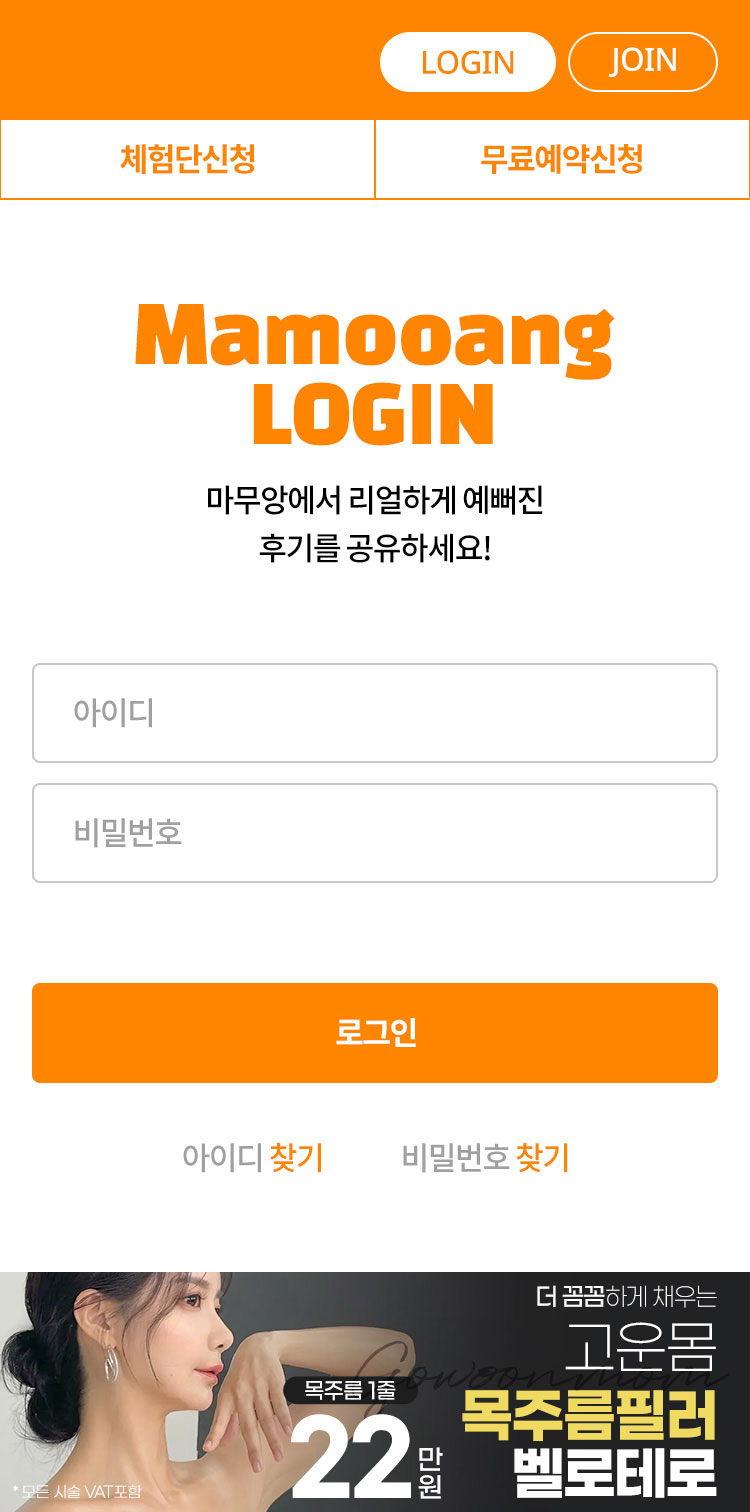 LOGIN
JOIN
체험단신청
무료예약신청
Mamooang
LOGIN
마무앙에서 리얼하게 예뻐진
후기를 공유하세요!
아이디
비밀번호
로그인
아이디 찾기
비밀번호 찾기
더 꼼꼼하게 채우는
고운몸
Gowoonmom
목주름 1줄
22만원
목주름필러
벨로테로
* 모든 시술 VAT포함